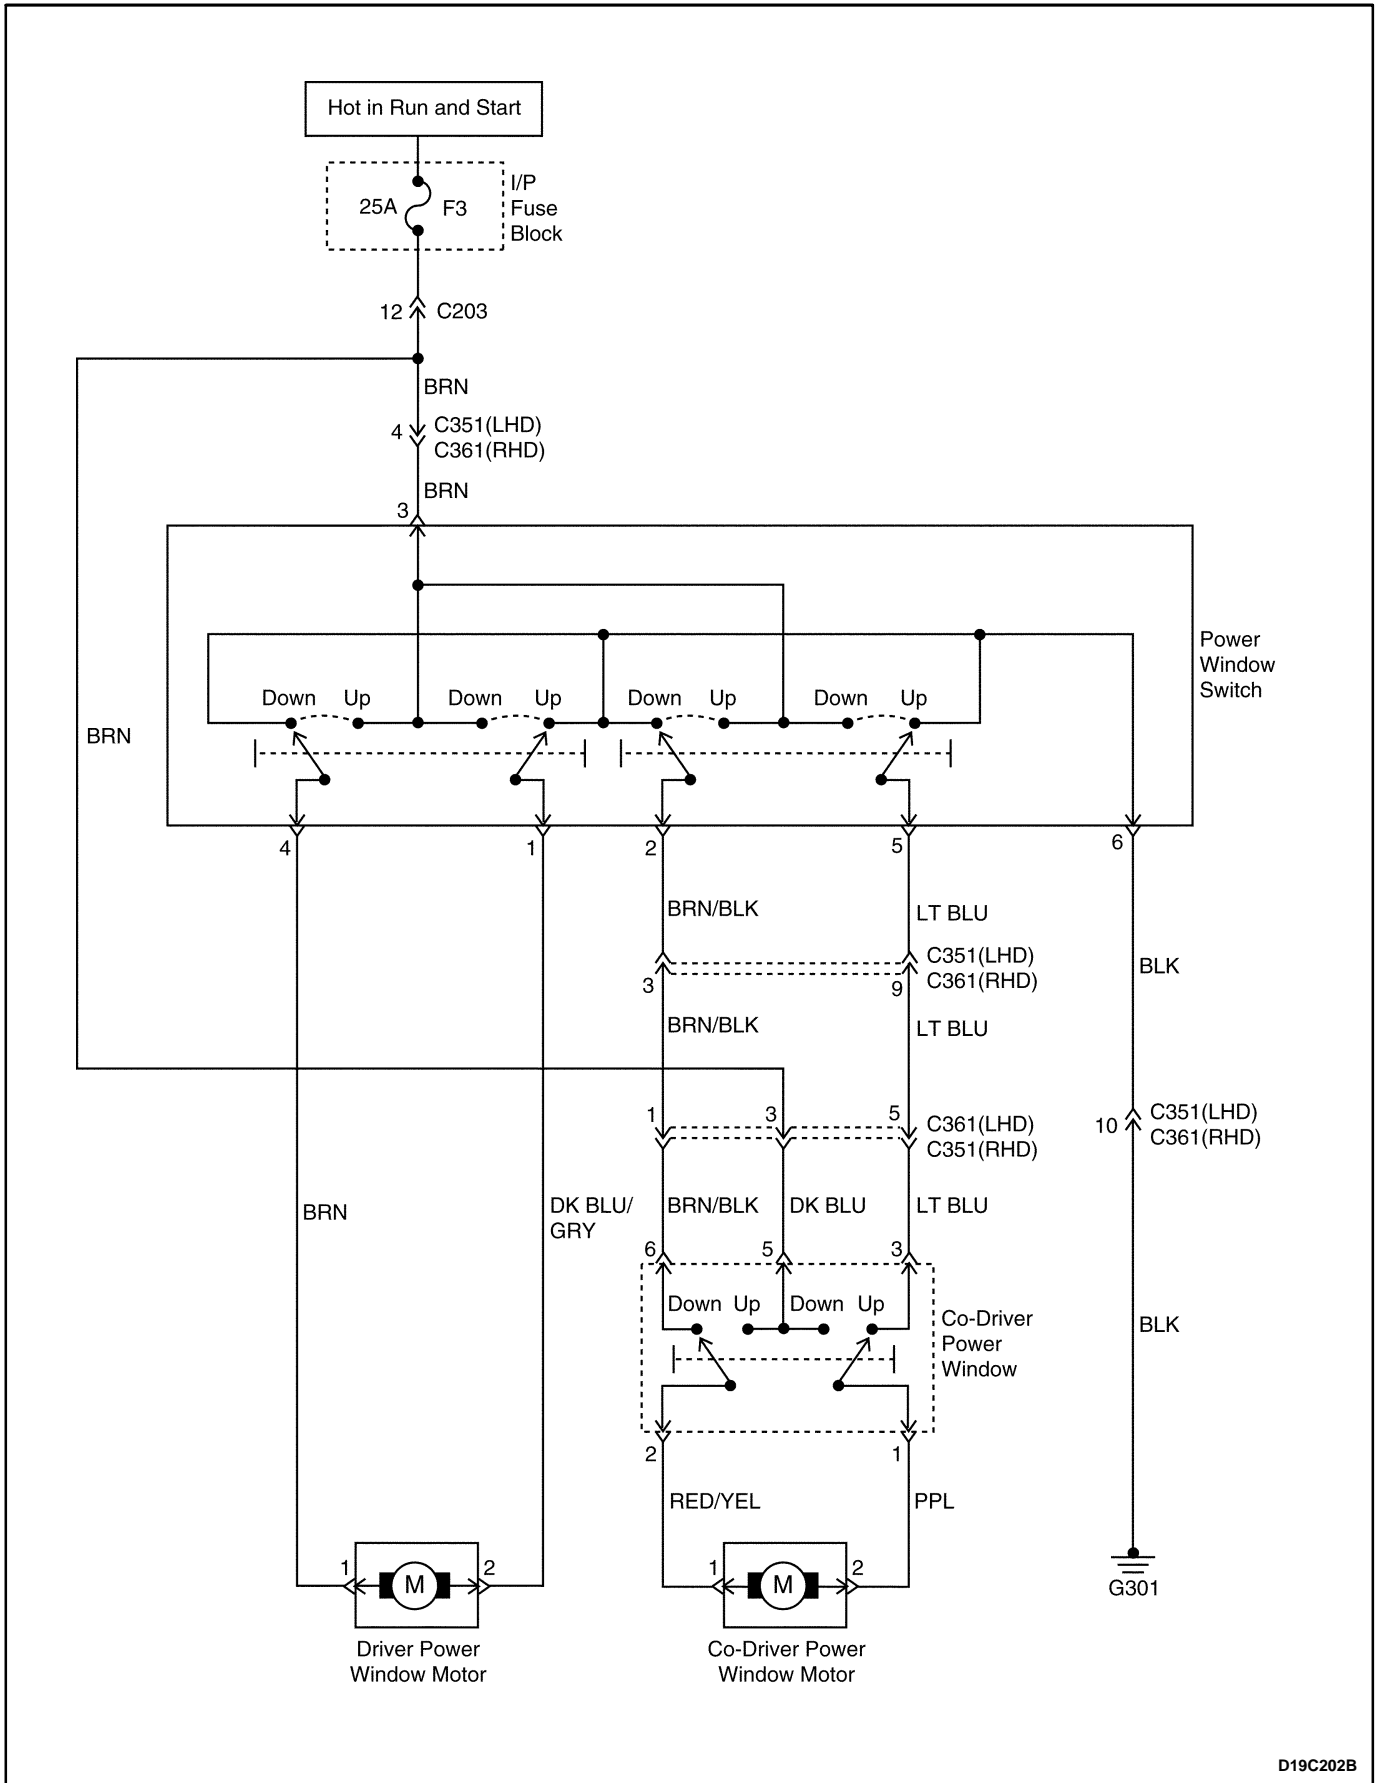 Hot in Run and Start
25A
F3
I/P
Fuse
Block
12
C203
BRN
4
C351(LHD)
C361(RHD)
BRN
3
Power
Window
Switch
Down
Up
Down
Up
Down
Up
Down
Up
BRN
4
1
2
5
6
BRN/BLK
LT BLU
C351(LHD)
C361(RHD)
BLK
3
9
BRN/BLK
LT BLU
1
3
5
C361(LHD)
C351(RHD)
10
C351(LHD)
C361(RHD)
BRN
DK BLU/
GRY
BRN/BLK
DK BLU
LT BLU
6
5
3
Down
Up
Down
Up
Co-Driver
Power
Window
BLK
2
1
RED/YEL
PPL
1
M
2
1
M
2
G301
Driver Power
Window Motor
Co-Driver Power
Window Motor
D19C202B